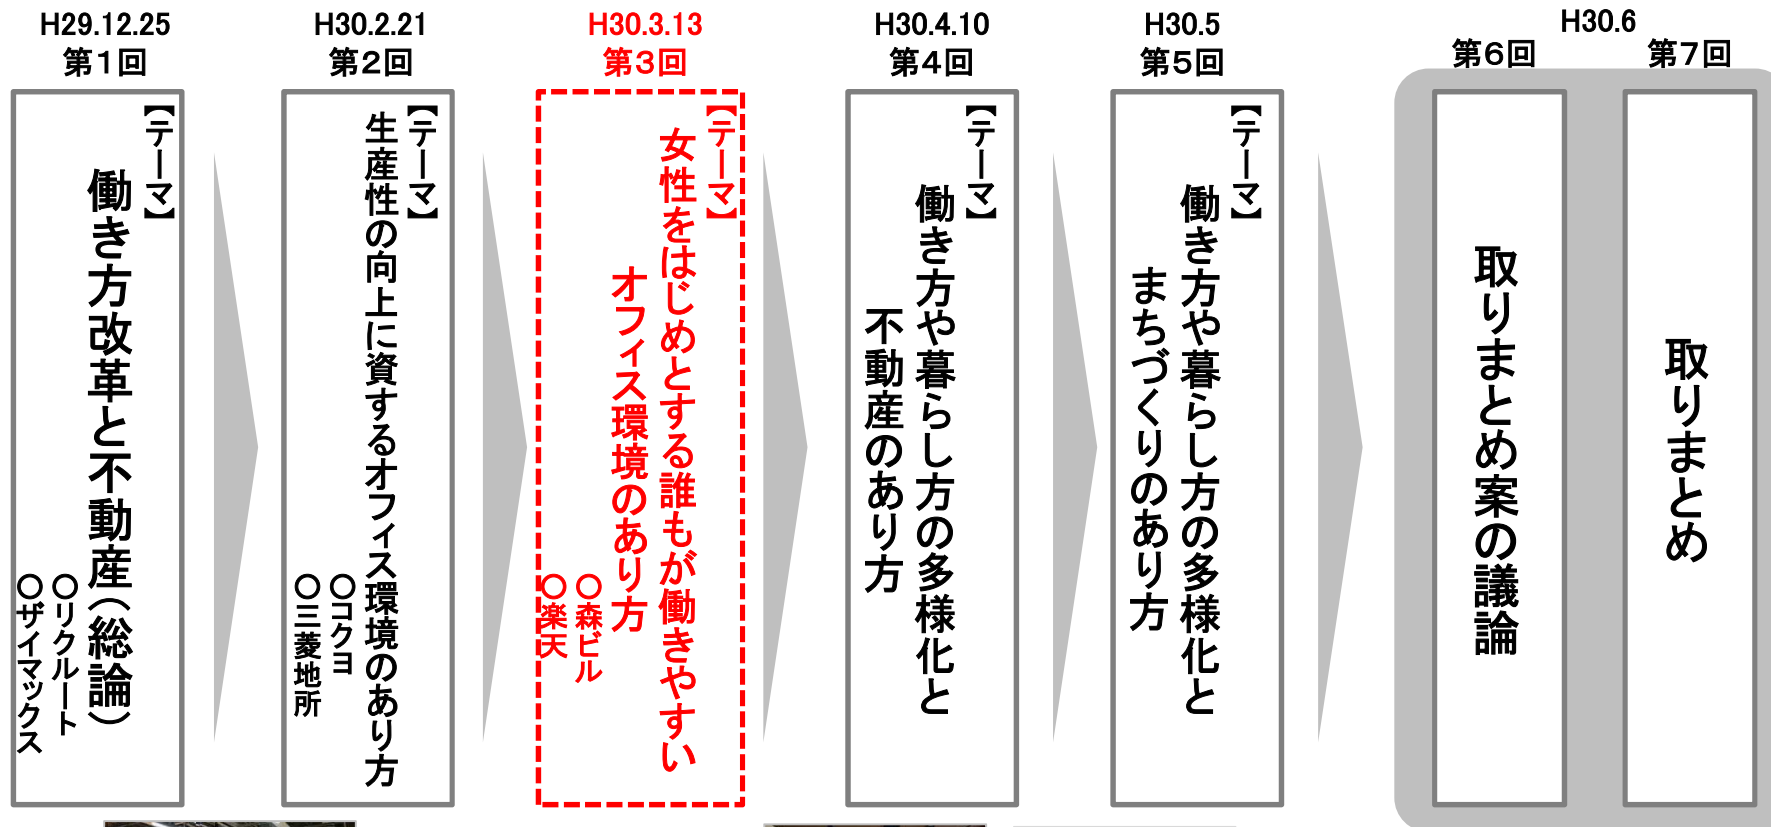 H29.12.25
第１回
【テーマ】
働き方改革と不動産（総論）
○リクルート
○ザイマックス
H30.2.21
第２回
【テーマ】
生産性の向上に資するオフィス環境のあり方
○コクヨ
○三菱地所
H30.3.13
第３回
【テーマ】
女性をはじめとする誰もが働きやすい
オフィス環境のあり方
○森ビル
○楽天
H30.4.10
第４回
【テーマ】
働き方や暮らし方の多様化と
不動産のあり方
H30.5
第５回
【テーマ】
働き方や暮らし方の多様化と
まちづくりのあり方
H30.6
第６回
取りまとめ案の議論
第７回
取りまとめ